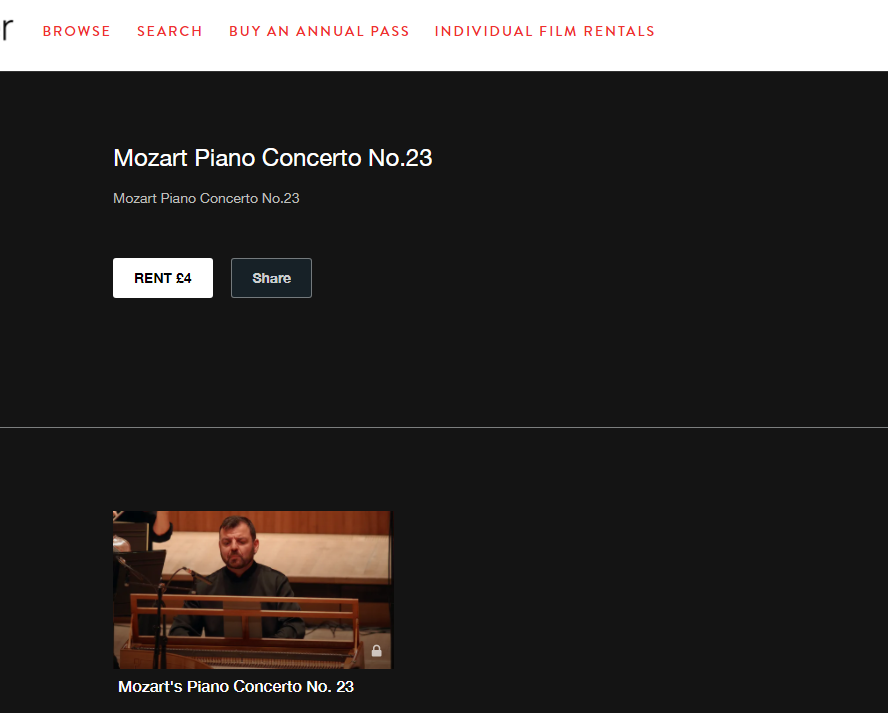 r BROWSE SEARCH BUY AN ANNUAL PASS INDIVIDUAL FILM RENTALS
Mozart Piano Concerto No.23
Mozart Piano Concerto No.23
RENT £4 Share
Mozart's Piano Concerto No. 23